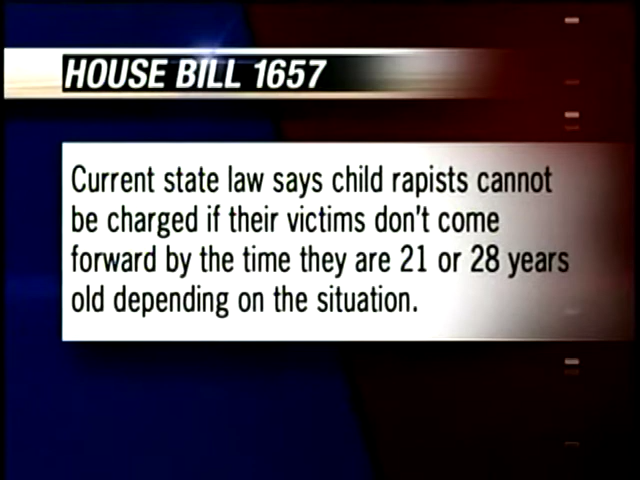 HOUSE BILL 1657
Current state law says child rapists cannot
be charged if their victims don't come
forward by the time they are 21 or 28 years
old depending on the situation.